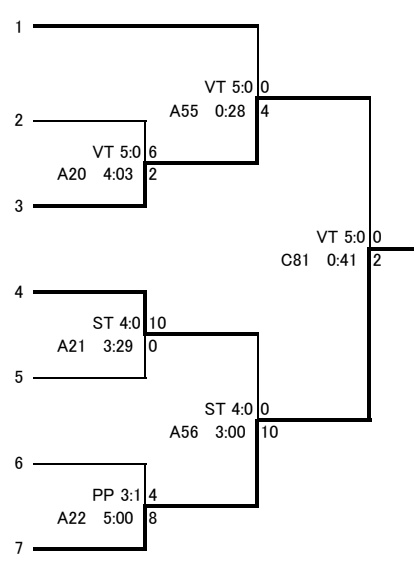 1
VT 5:0 0
A55 0:28 4
2
VT 5:0 6
A20 4:03 2
3
VT 5:0 0
C81 0:41 2
4
ST 4:0 10
A21 3:29 0
5
ST 4:0 0
A56 3:00 10
6
PP 3:1 4
A22 5:00 8
7